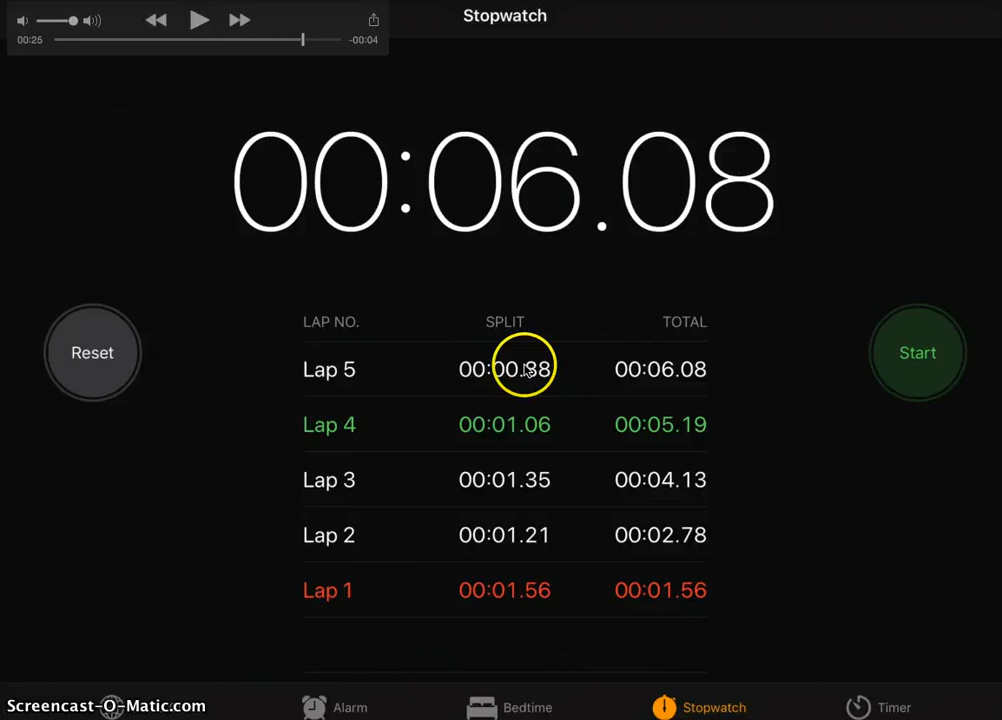 Stopwatch
00:25
-00:04
00:06.08
LAP NO. SPLIT TOTAL
Reset
Start
Lap 5 00:00.88 00:06.08
Lap 4 00:01.06 00:05.19
Lap 3 00:01.35 00:04.13
Lap 2 00:01.21 00:02.78
Lap 1 00:01.56 00:01.56
Screencast-O-Matic.com
Alarm
Bedtime
Stopwatch
Timer